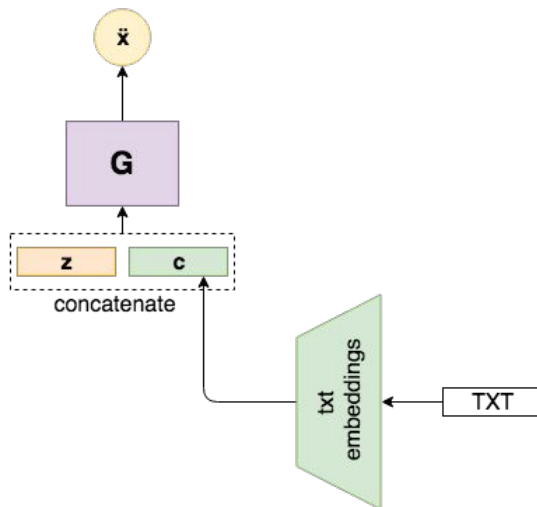 ẍ
G
z c
concatenate
txt
embeddings
TXT